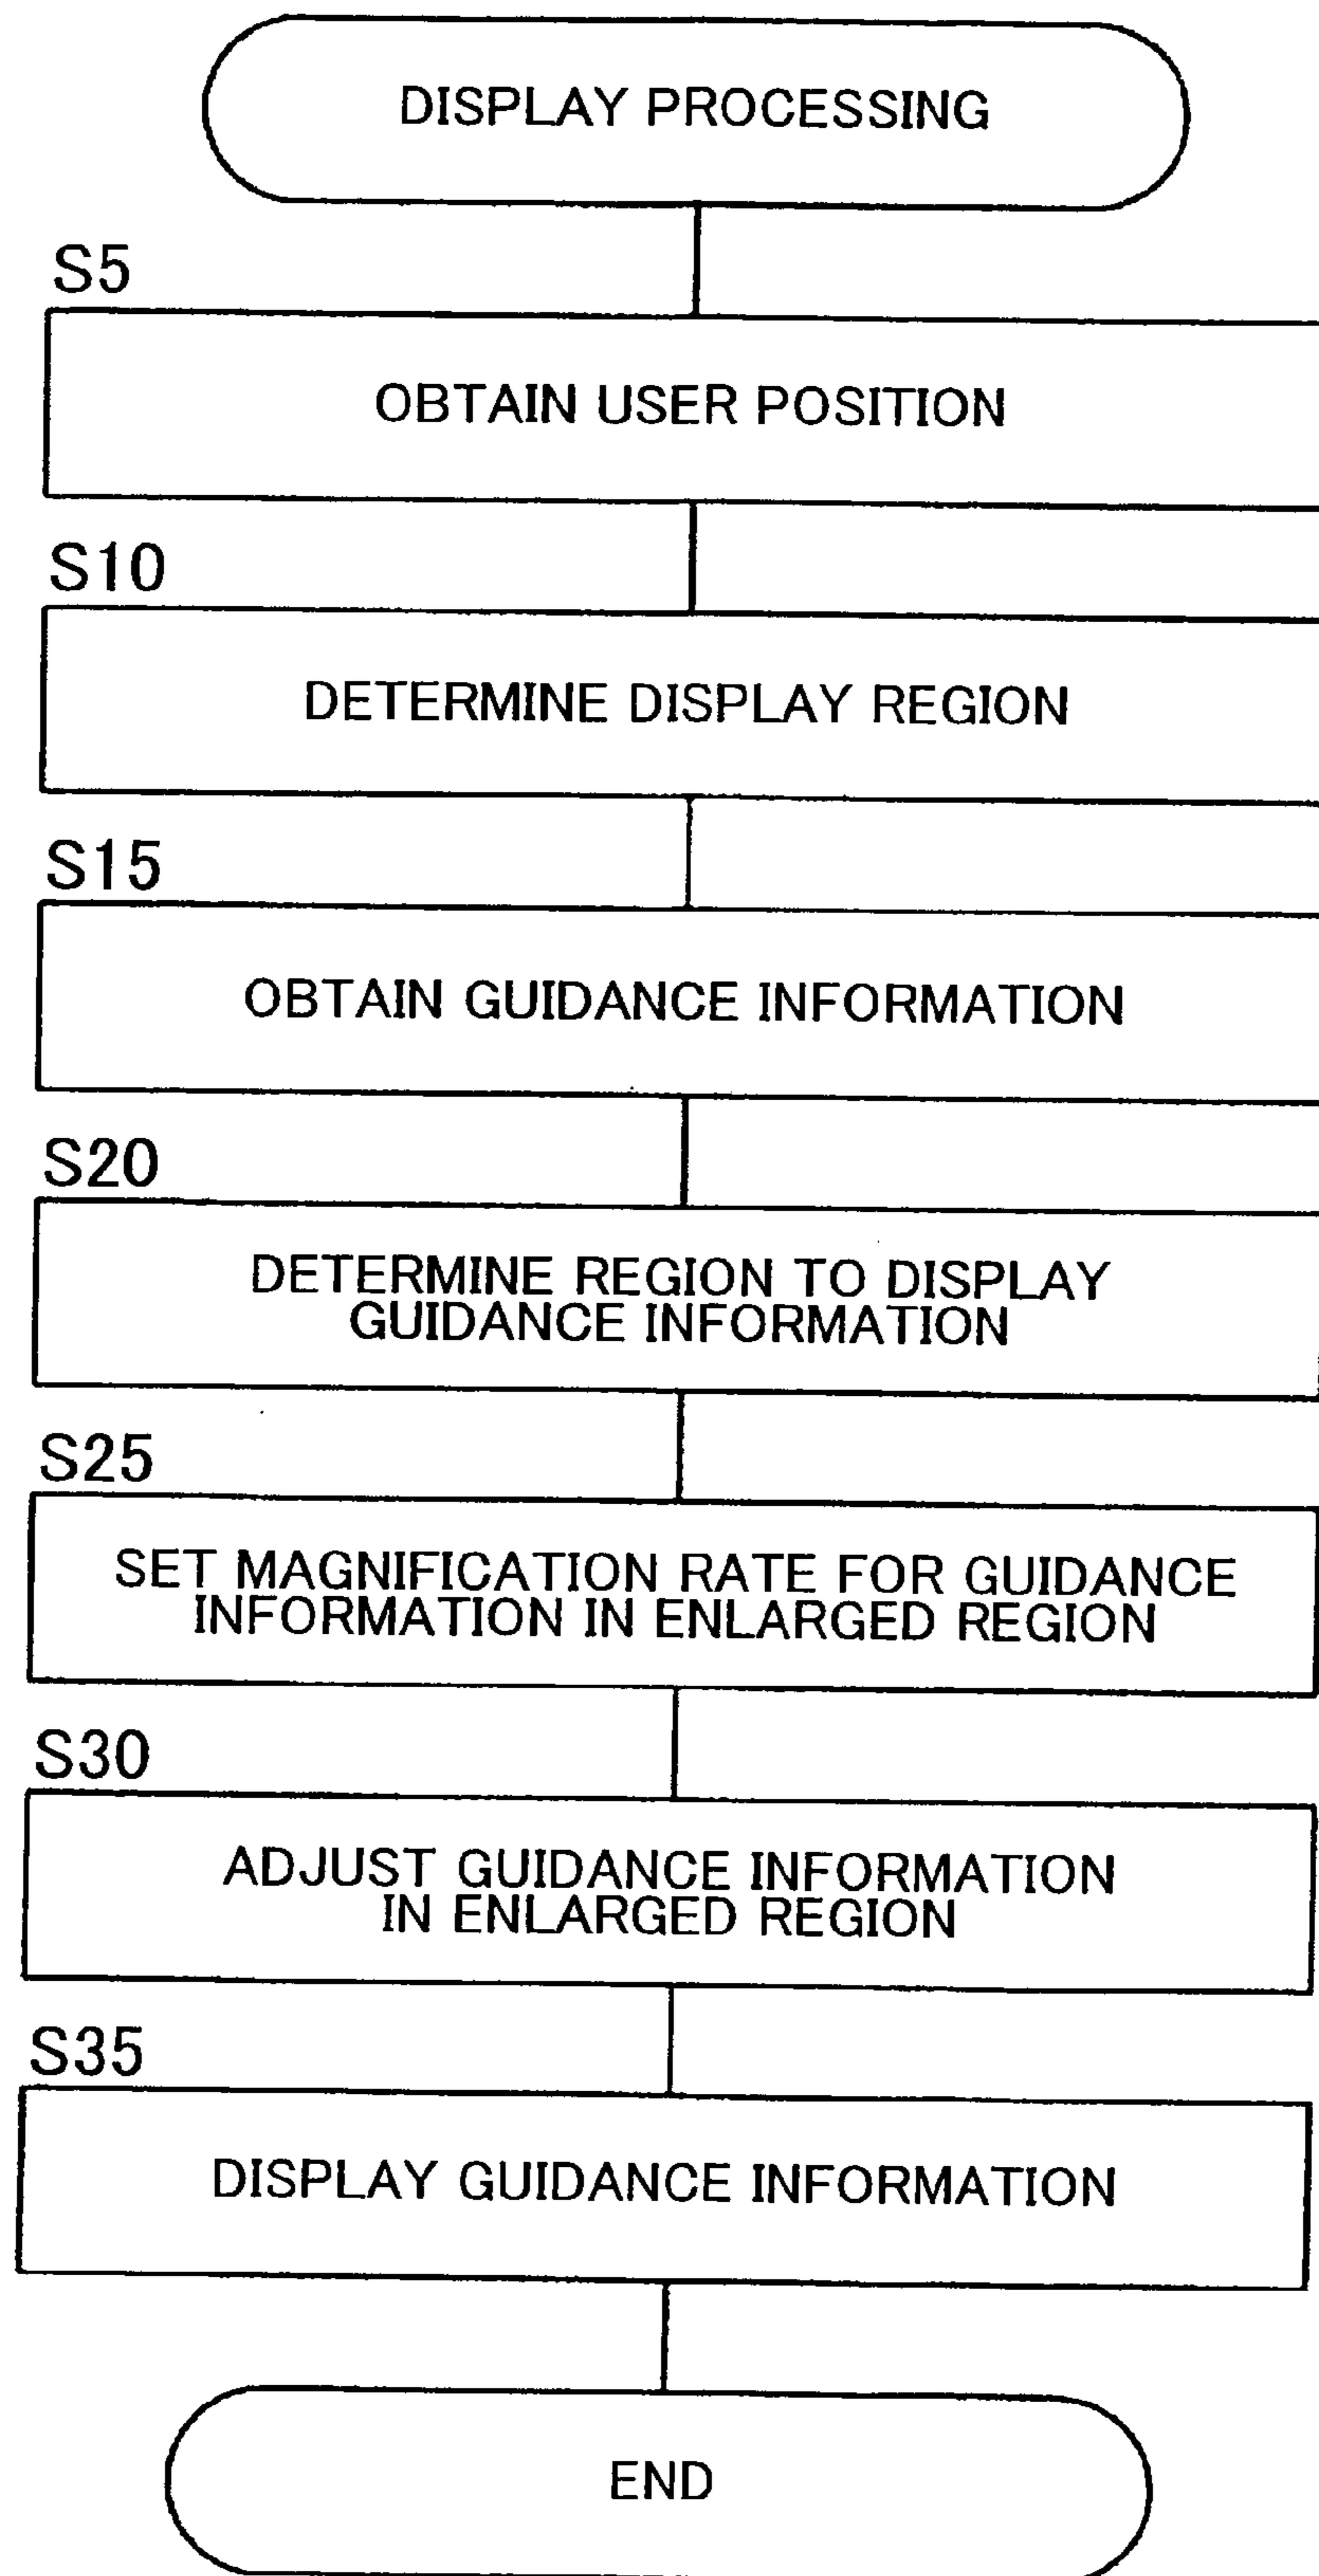 DISPLAY PROCESSING
S5
OBTAIN USER POSITION
S10
DETERMINE DISPLAY REGION
S15
OBTAIN GUIDANCE INFORMATION
S20
DETERMINE REGION TO DISPLAY
GUIDANCE INFORMATION
S25
SET MAGNIFICATION RATE FOR GUIDANCE
INFORMATION IN ENLARGED REGION
S30
ADJUST GUIDANCE INFORMATION
IN ENLARGED REGION
S35
DISPLAY GUIDANCE INFORMATION
END